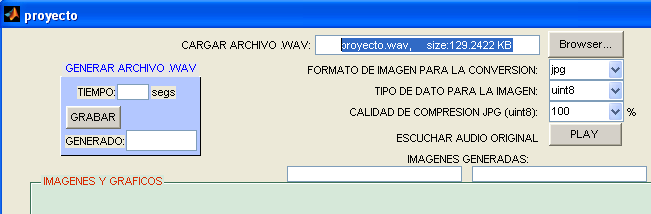 proyecto
CARGAR ARCHIVO .WAV: proyecto.wav, size:129.2422 KB Browser...
GENERAR ARCHIVO .WAV
TIEMPO: segs
GRABAR
GENERADO:
FORMATO DE IMAGEN PARA LA CONVERSION: jpg
TIPO DE DATO PARA LA IMAGEN: uint8
CALIDAD DE COMPRESION JPG (uint8): 100 %
ESCUCHAR AUDIO ORIGINAL PLAY
IMAGENES GENERADAS:
IMAGENES Y GRAFICOS